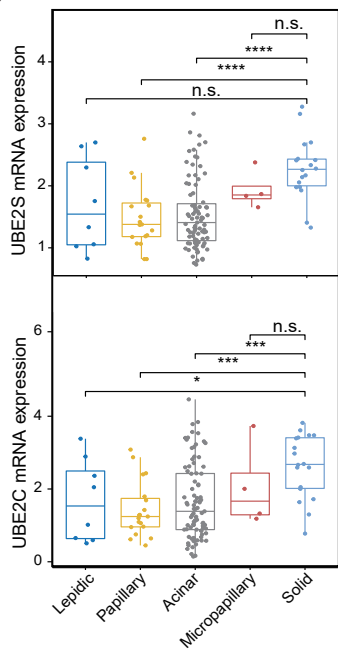 n.s.
****
****
n.s.
4
3
2
1
UBE2S mRNA expression
n.s.
***
***
*
6
4
2
0
UBE2C mRNA expression
Lepidic
Papillary
Acinar
Micropapillary
Solid